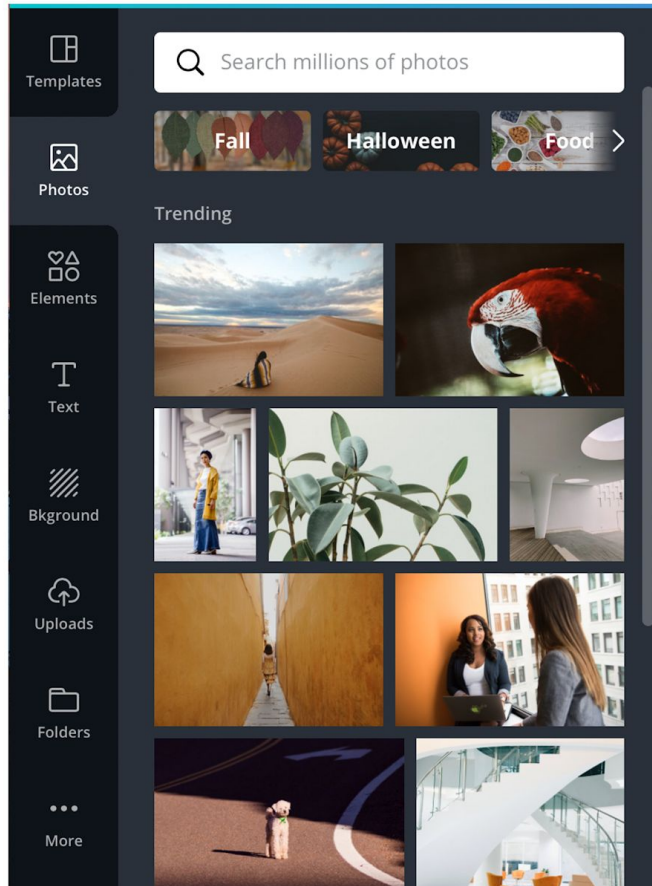 Templates
Photos
Elements
Text
Bkground
Uploads
Folders
More
Search millions of photos
Fall
Halloween
Food
Trending